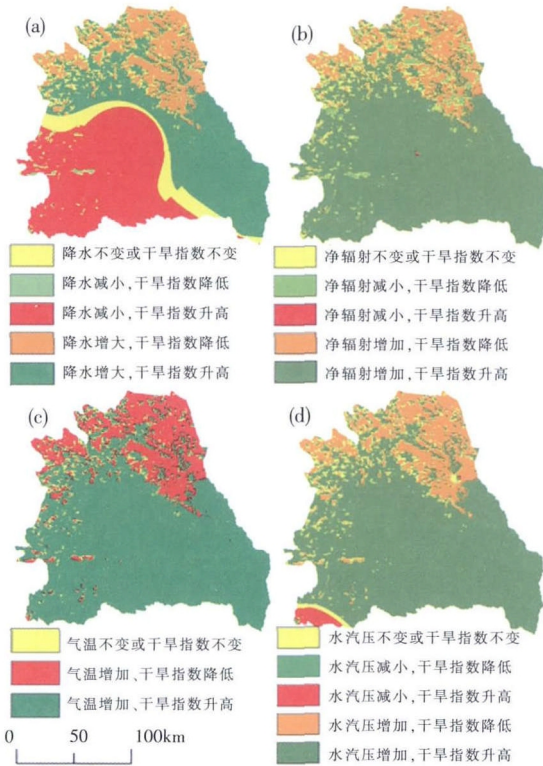 (a)
降水不变或干旱指数不变
降水减小,干旱指数降低
降水减小,干旱指数升高
降水增大,干旱指数降低
降水增大,干旱指数升高
(b)
净辐射不变或干旱指数不变
净辐射减小,干旱指数降低
净辐射减小,干旱指数升高
净辐射增加,干旱指数降低
净辐射增加,干旱指数升高
(c)
气温不变或干旱指数不变
气温增加、干旱指数降低
气温增加、干旱指数升高
0 50 100km
(d)
水汽压不变或干旱指数不变
水汽压减小,干旱指数降低
水汽压减小,干旱指数升高
水汽压增加,干旱指数降低
水汽压增加,干旱指数升高